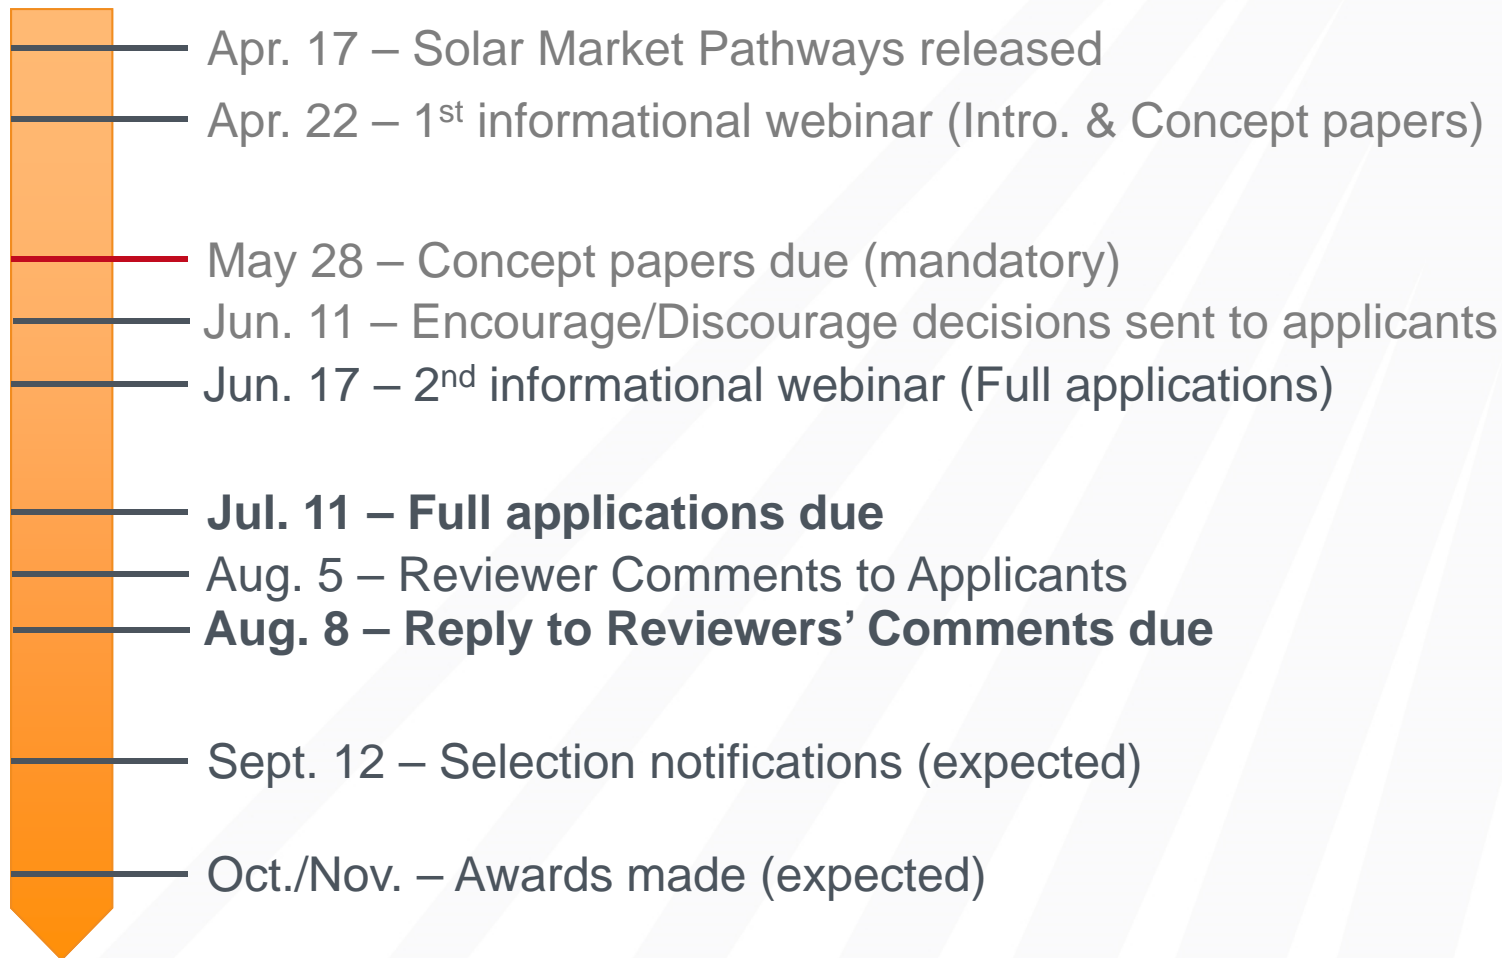 Apr. 17 – Solar Market Pathways released
Apr. 22 – 1st informational webinar (Intro. & Concept papers)
May 28 – Concept papers due (mandatory)
Jun. 11 – Encourage/Discourage decisions sent to applicants
Jun. 17 – 2nd informational webinar (Full applications)
Jul. 11 – Full applications due
Aug. 5 – Reviewer Comments to Applicants
Aug. 8 – Reply to Reviewers’ Comments due
Sept. 12 – Selection notifications (expected)
Oct./Nov. – Awards made (expected)